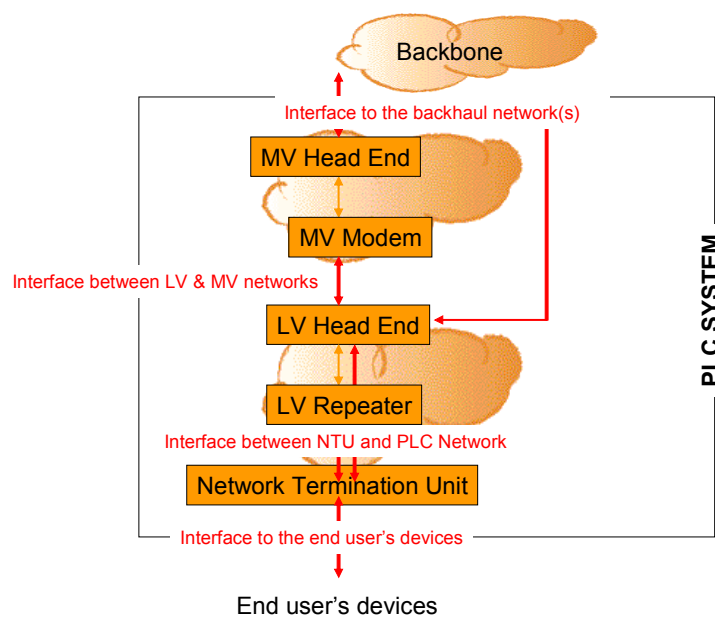 Backbone
Interface to the backhaul network(s)
MV Head End
MV Modem
Interface between LV & MV networks
LV Head End
LV Repeater
Interface between NTU and PLC Network
Network Termination Unit
Interface to the end user's devices
End user's devices
PLC SYSTEM